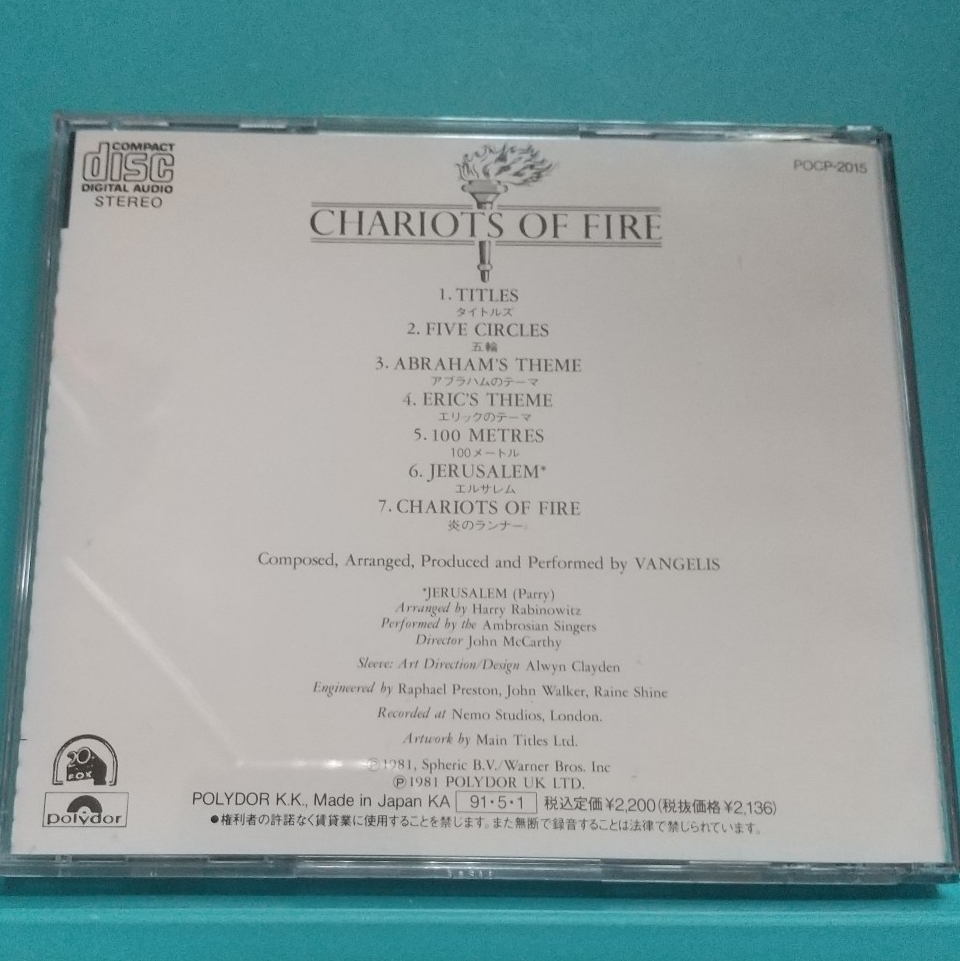 COMPACT
disc
DIGITAL AUDIO
STEREO
POCP-2015
CHARIOTS OF FIRE
1. TITLES
タイトルズ
2. FIVE CIRCLES
五輪
3. ABRAHAM'S THEME
アブラハムのテーマ
4. ERIC'S THEME
エリックのテーマ
5. 100 METRES
100メートル
6. JERUSALEM*
エルサレム
7. CHARIOTS OF FIRE
炎のランナー
Composed, Arranged, Produced and Performed by VANGELIS
*JERUSALEM (Parry)
Arranged by Harry Rabinowitz
Performed by the Ambrosian Singers
Director John McCarthy
Sleeve: Art Direction/Design Alwyn Clayden
Engineered by Raphael Preston, John Walker, Raine Shine
Recorded at Nemo Studios, London.
Artwork by Main Titles Ltd.
Ⓟ1981, Spheric B.V./Warner Bros. Inc
Ⓟ1981 POLYDOR UK LTD.
20 FOX
polydor
POLYDOR K.K., Made in Japan KA 91・5・1 税込定価¥2,200(税抜価格¥2,136)
●権利者の許諾なく賃貸業に使用することを禁じます。また無断で録音することは法律で禁じられています。